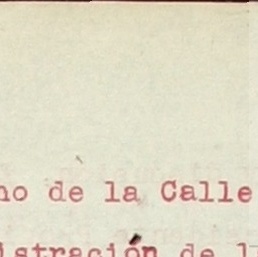 no de la Calle
istración de l